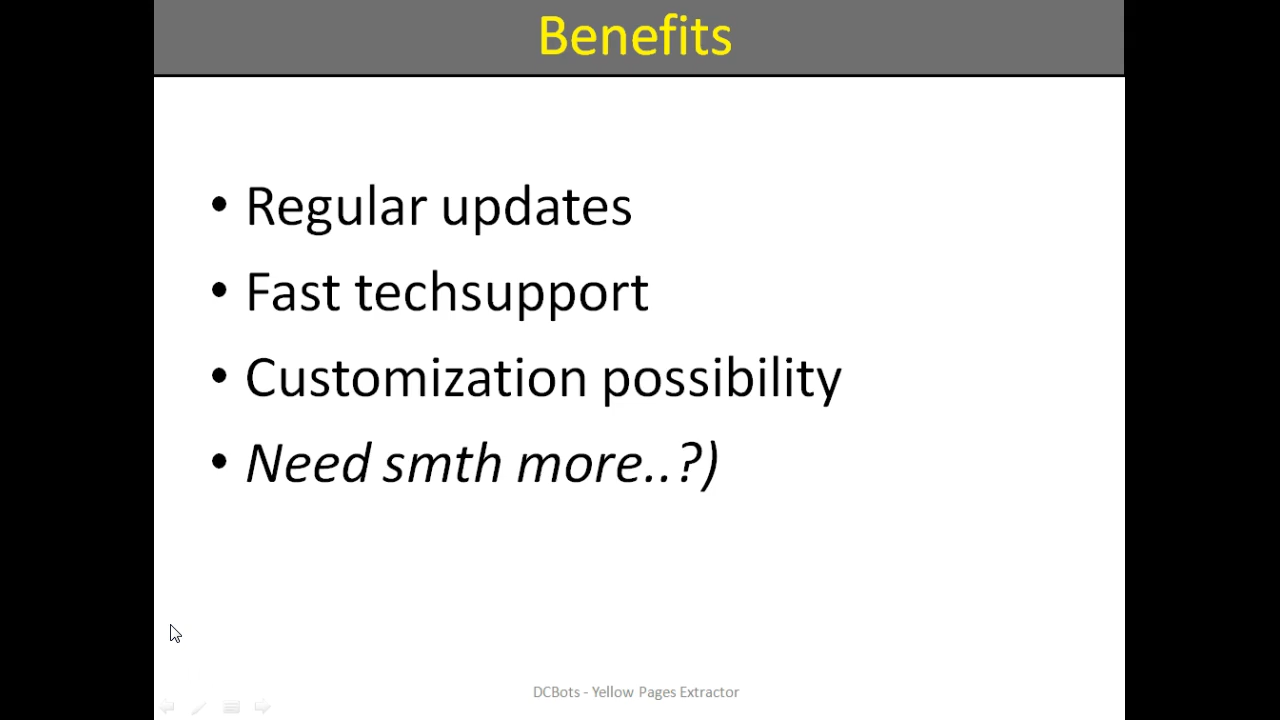 Benefits
• Regular updates
• Fast techsupport
• Customization possibility
• Need smth more..?)
DCBots - Yellow Pages Extractor